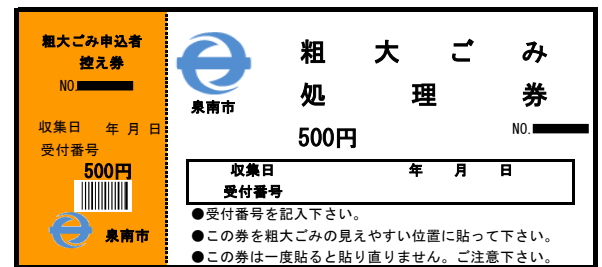 粗大ごみ申込者
控え券
NO.
収集日 年 月 日
受付番号
500円
泉南市
泉南市
粗大ごみ
処理券
500円
NO.
収集日 年 月 日
受付番号
●受付番号を記入下さい。
●この券を粗大ごみの見えやすい位置に貼って下さい。
●この券は一度貼ると貼り直りません。ご注意下さい。